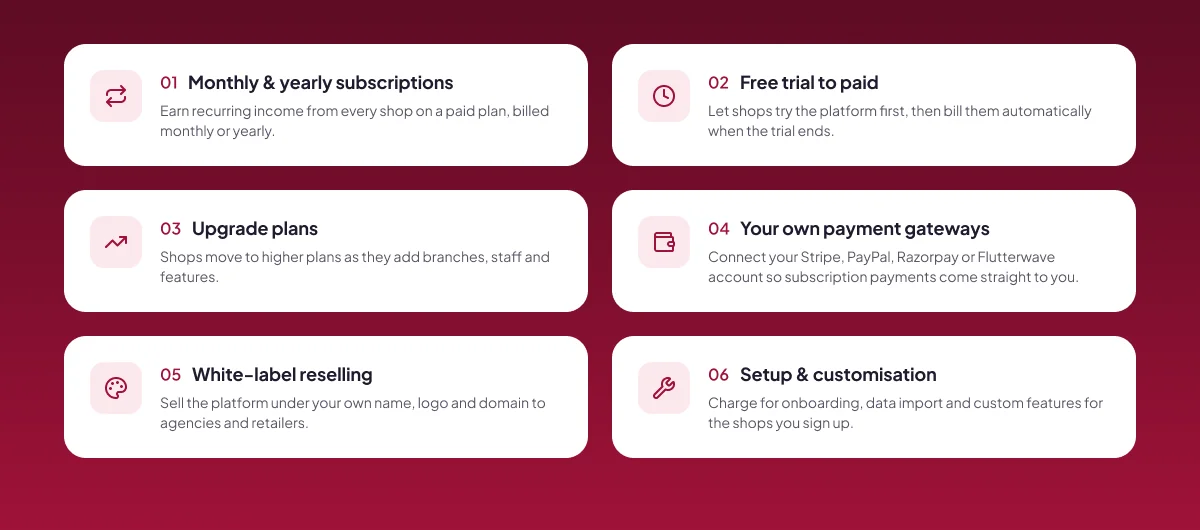 01 Monthly & yearly subscriptions
Earn recurring income from every shop on a paid plan, billed
monthly or yearly.
02 Free trial to paid
Let shops try the platform first, then bill them automatically
when the trial ends.
03 Upgrade plans
Shops move to higher plans as they add branches, staff and
features.
04 Your own payment gateways
Connect your Stripe, PayPal, Razorpay or Flutterwave
account so subscription payments come straight to you.
05 White-label reselling
Sell the platform under your own name, logo and domain to
agencies and retailers.
06 Setup & customisation
Charge for onboarding, data import and custom features for
the shops you sign up.